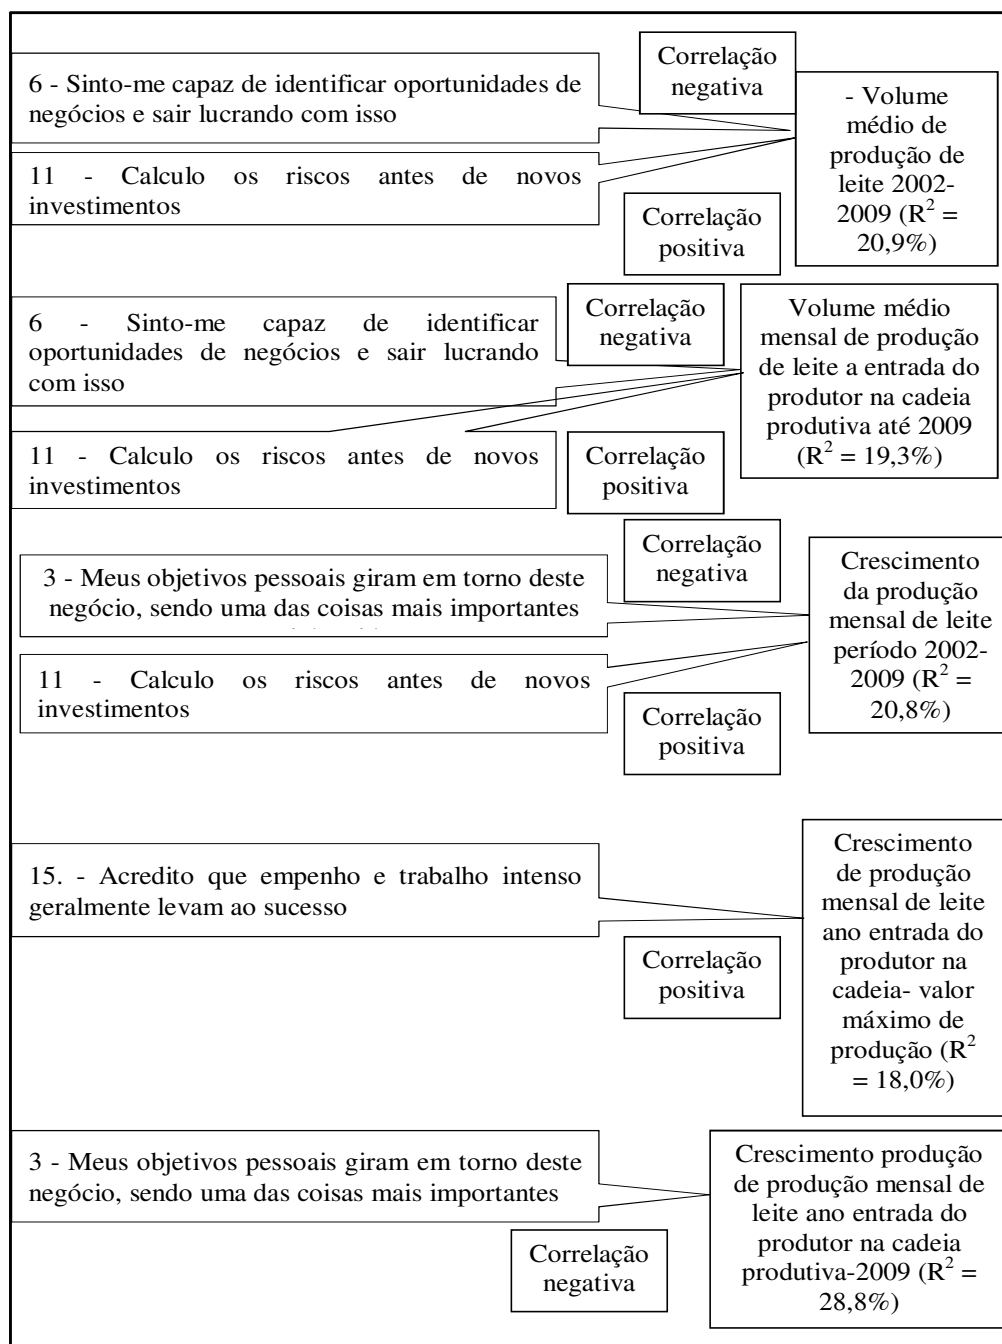 6 - Sinto-me capaz de identificar oportunidades de
negócios e sair lucrando com isso
Correlação
negativa
- Volume
médio de
produção de
leite 2002-
2009 (R² =
20,9%)
11 - Calculo os riscos antes de novos
investimentos
Correlação
positiva
6 - Sinto-me capaz de identificar
oportunidades de negócios e sair lucrando
com isso
Correlação
negativa
Volume médio
mensal de produção
de leite a entrada do
produtor na cadeia
produtiva até 2009
(R² = 19,3%)
11 - Calculo os riscos antes de novos
investimentos
Correlação
positiva
Correlação
negativa
3 - Meus objetivos pessoais giram em torno deste
negócio, sendo uma das coisas mais importantes
Crescimento
da produção
mensal de leite
período 2002-
2009 (R² =
20,8%)
11 - Calculo os riscos antes de novos
investimentos
Correlação
positiva
15. - Acredito que empenho e trabalho intenso
geralmente levam ao sucesso
Correlação
positiva
Crescimento
de produção
mensal de leite
ano entrada do
produtor na
cadeia- valor
máximo de
produção (R²
= 18,0%)
3 - Meus objetivos pessoais giram em torno deste
negócio, sendo uma das coisas mais importantes
Correlação
negativa
Crescimento produção
de produção mensal de
leite ano entrada do
produtor na cadeia
produtiva-2009 (R² =
28,8%)